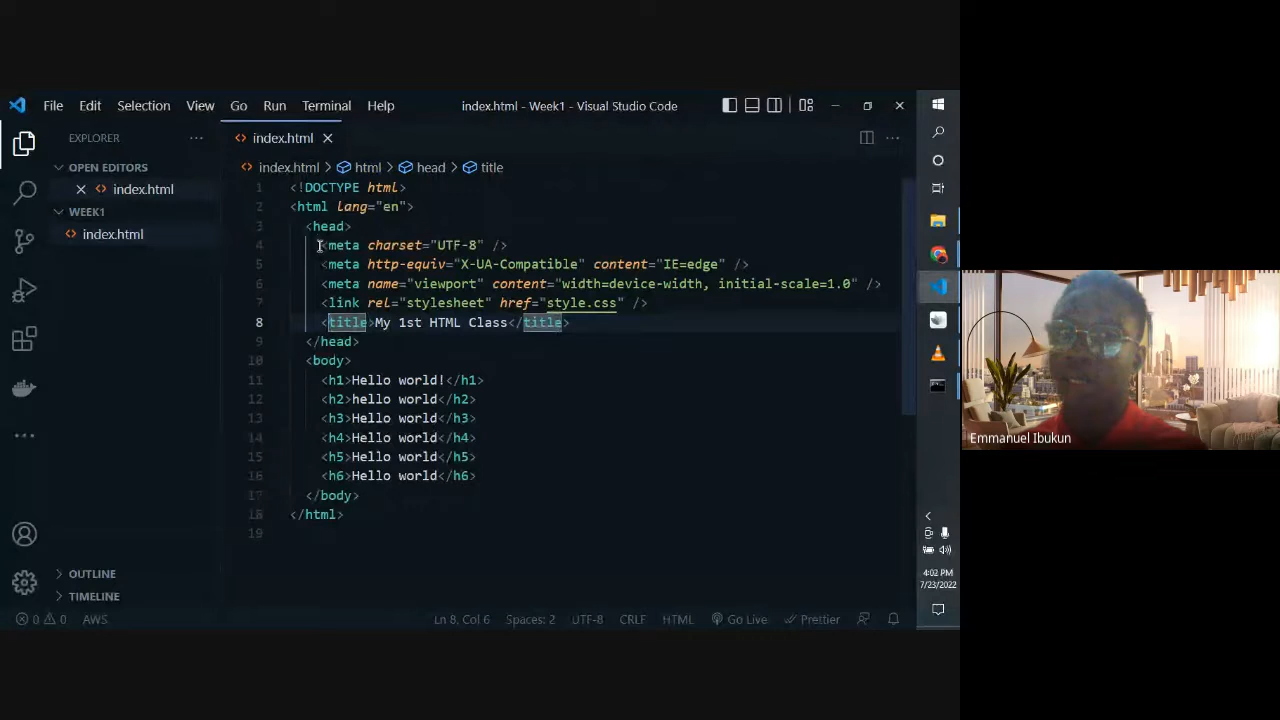 File Edit Selection View Go Run Terminal Help index.html - Week1 - Visual Studio Code
EXPLORER
OPEN EDITORS
index.html
WEEK1
index.html
OUTLINE
TIMELINE
index.html
index.html > html > head > title
1 <!DOCTYPE html>
2 <html lang="en">
3 <head>
4 <meta charset="UTF-8" />
5 <meta http-equiv="X-UA-Compatible" content="IE=edge" />
6 <meta name="viewport" content="width=device-width, initial-scale=1.0" />
7 <link rel="stylesheet" href="style.css" />
8 <title>My 1st HTML Class</title>
9 </head>
10 <body>
11 <h1>Hello world!</h1>
12 <h2>hello world</h2>
13 <h3>Hello world</h3>
14 <h4>Hello world</h4>
15 <h5>Hello world</h5>
16 <h6>Hello world</h6>
17 </body>
18 </html>
19
0 0 AWS Ln 8, Col 6 Spaces: 2 UTF-8 CRLF HTML Go Live Prettier
4:02 PM
7/23/2022
Emmanuel Ibukun